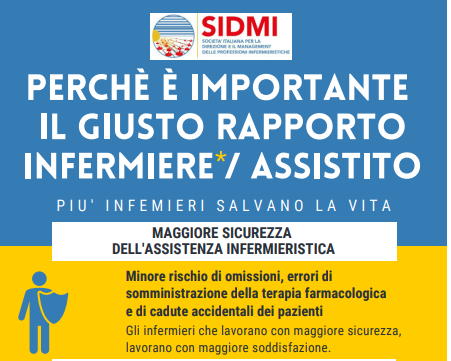 SIDMI
SOCIETA' ITALIANA PER LA
DIREZIONE E IL MANAGEMENT
DELLE PROFESSIONI INFERMIERISTICHE
PERCHÈ È IMPORTANTE
IL GIUSTO RAPPORTO
INFERMIERE*/ ASSISTITO
PIU' INFEMIERI SALVANO LA VITA
MAGGIORE SICUREZZA
DELL'ASSISTENZA INFERMIERISTICA
Minore rischio di omissioni, errori di
somministrazione della terapia farmacologica
e di cadute accidentali dei pazienti
Gli infermieri che lavorano con maggiore sicurezza,
lavorano con maggiore soddisfazione.